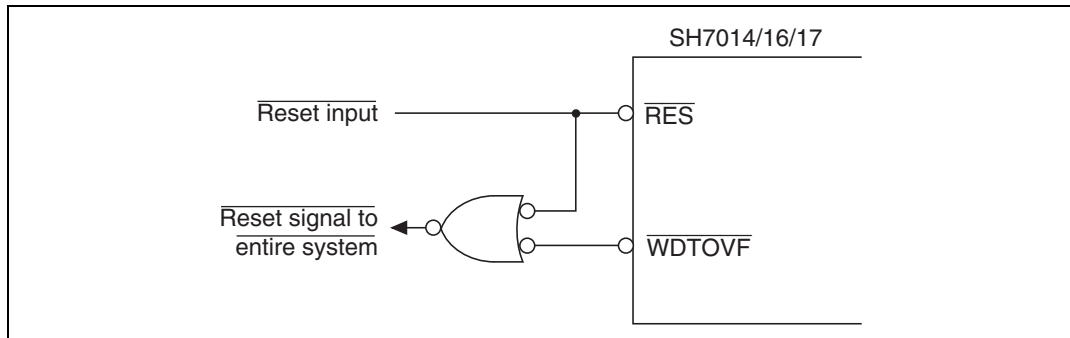 SH7014/16/17
Reset input
RES
Reset signal to
entire system
WDTOVF